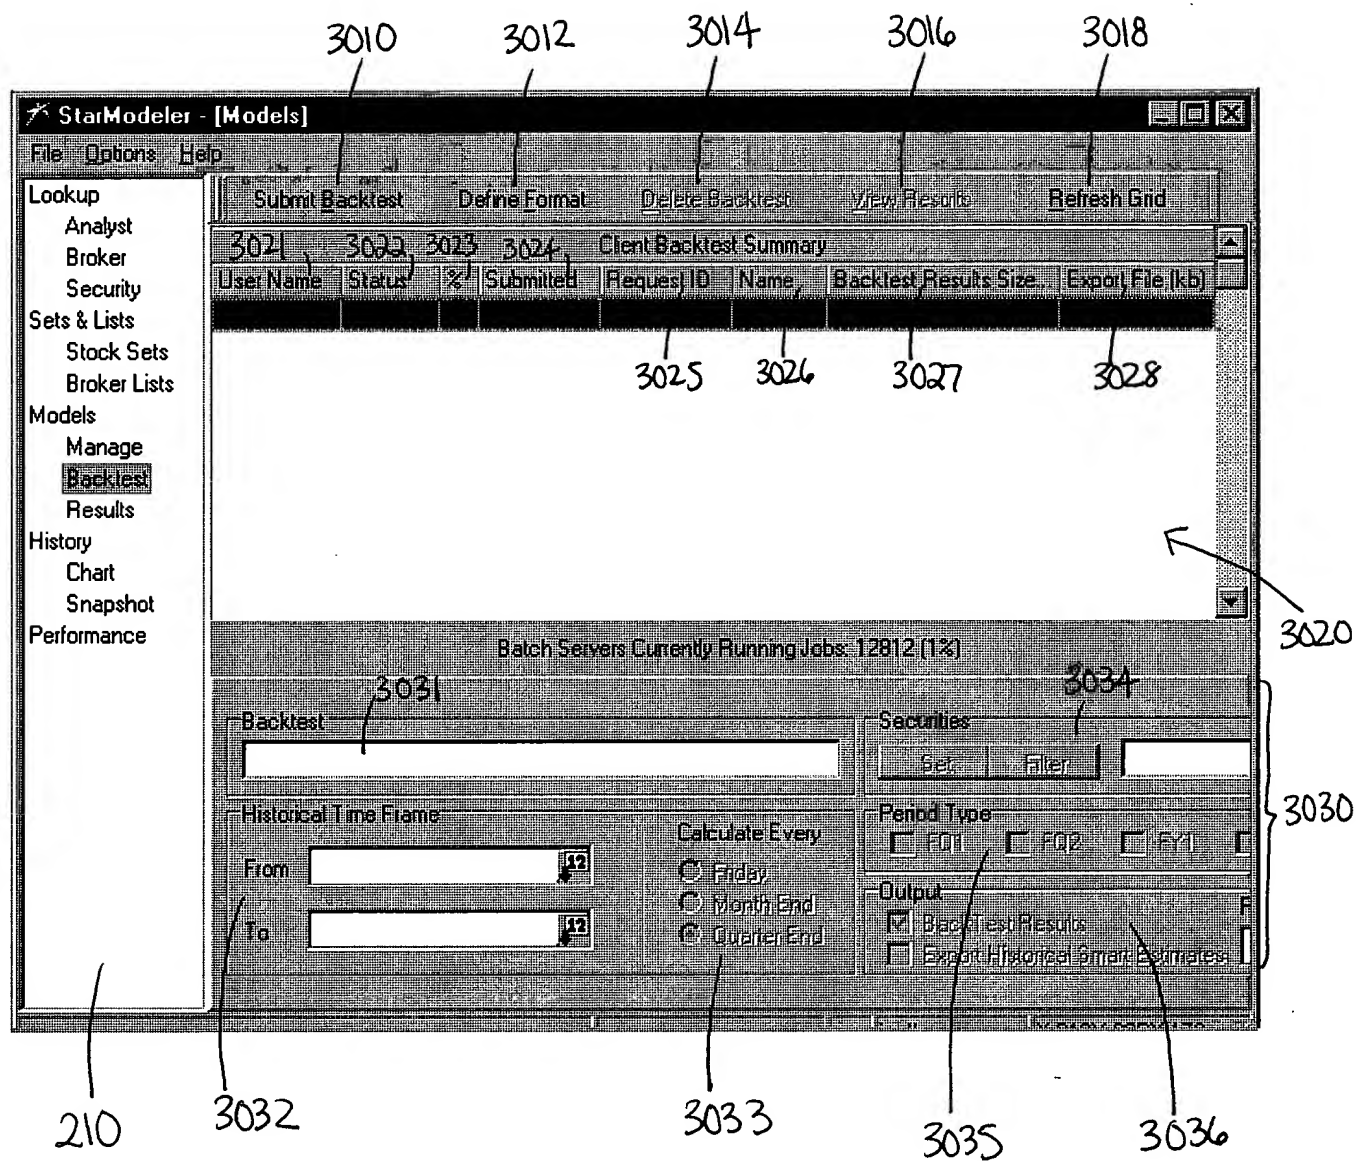 3010 3012 3014 3016 3018
StarModeler - [Models]
File Options Help
Lookup
Analyst
Broker
Security
Sets & Lists
Stock Sets
Broker Lists
Models
Manage
Backtest
Results
History
Chart
Snapshot
Performance
Submit Backtest Define Format Delete Backtest View Results Refresh Grid
3021 3022 3023 3024 Client Backtest Summary
User Name Status % Submitted Request ID Name Backtest Results Size.. Export File (kb)
3025 3026 3027 3028
3020
Batch Servers Currently Running Jobs: 12812 (1%)
3031 3034
Backtest
Securities
Set Filter
3030
Historical Time Frame
From 12
To 12
Calculate Every
Friday
Month End
Quarter End
Period Type
FQ1 FQ2 FY1
Output
BackTest Results
Export Historical Smart Estimates
210 3032 3033 3035 3036